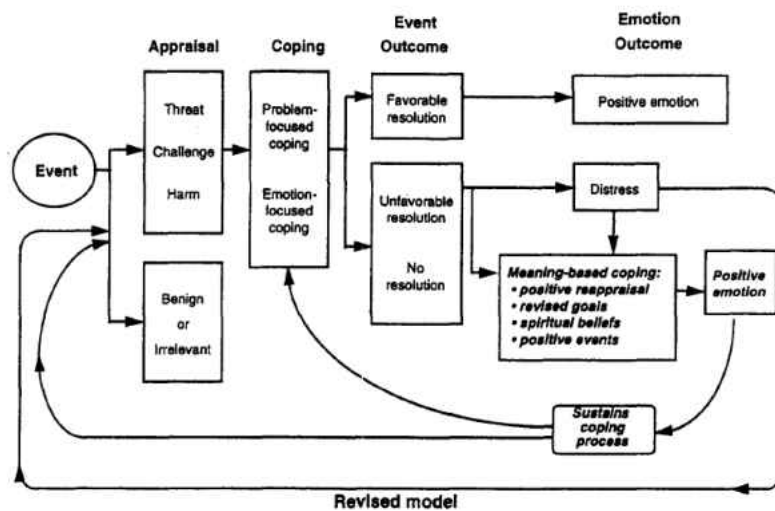 Appraisal
Coping
Event
Outcome
Emotion
Outcome
Event
Threat
Challenge
Harm
Benign
or
Irrelevant
Problem-
focused
coping
Emotion-
focused
coping
Favorable
resolution
Unfavorable
resolution
No
resolution
Positive emotion
Distress
Meaning-based coping:
• positive reappraisal
• revised goals
• spiritual beliefs
• positive events
Positive
emotion
Sustains
coping
process
Revised model